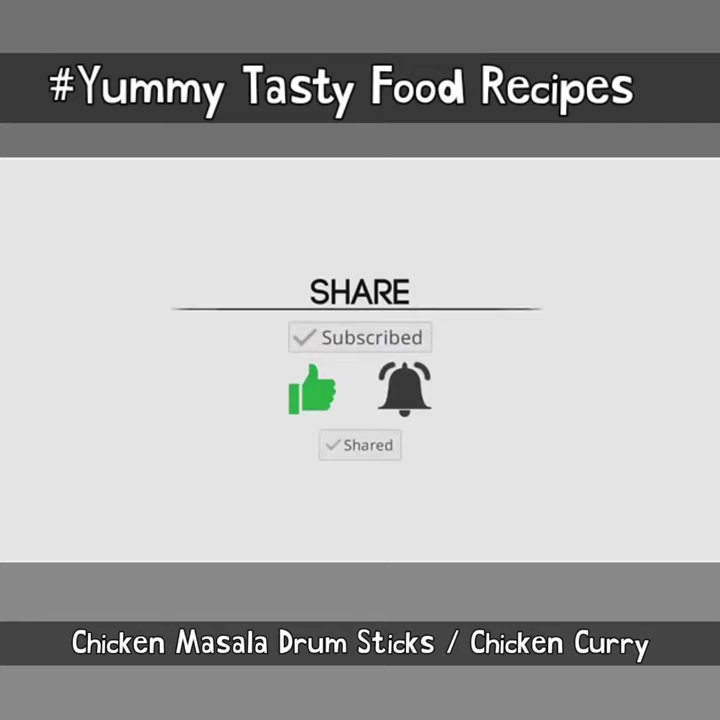 #Yummy Tasty Food Recipes
SHARE
Subscribed
Shared
Chicken Masala Drum Sticks / Chicken Curry